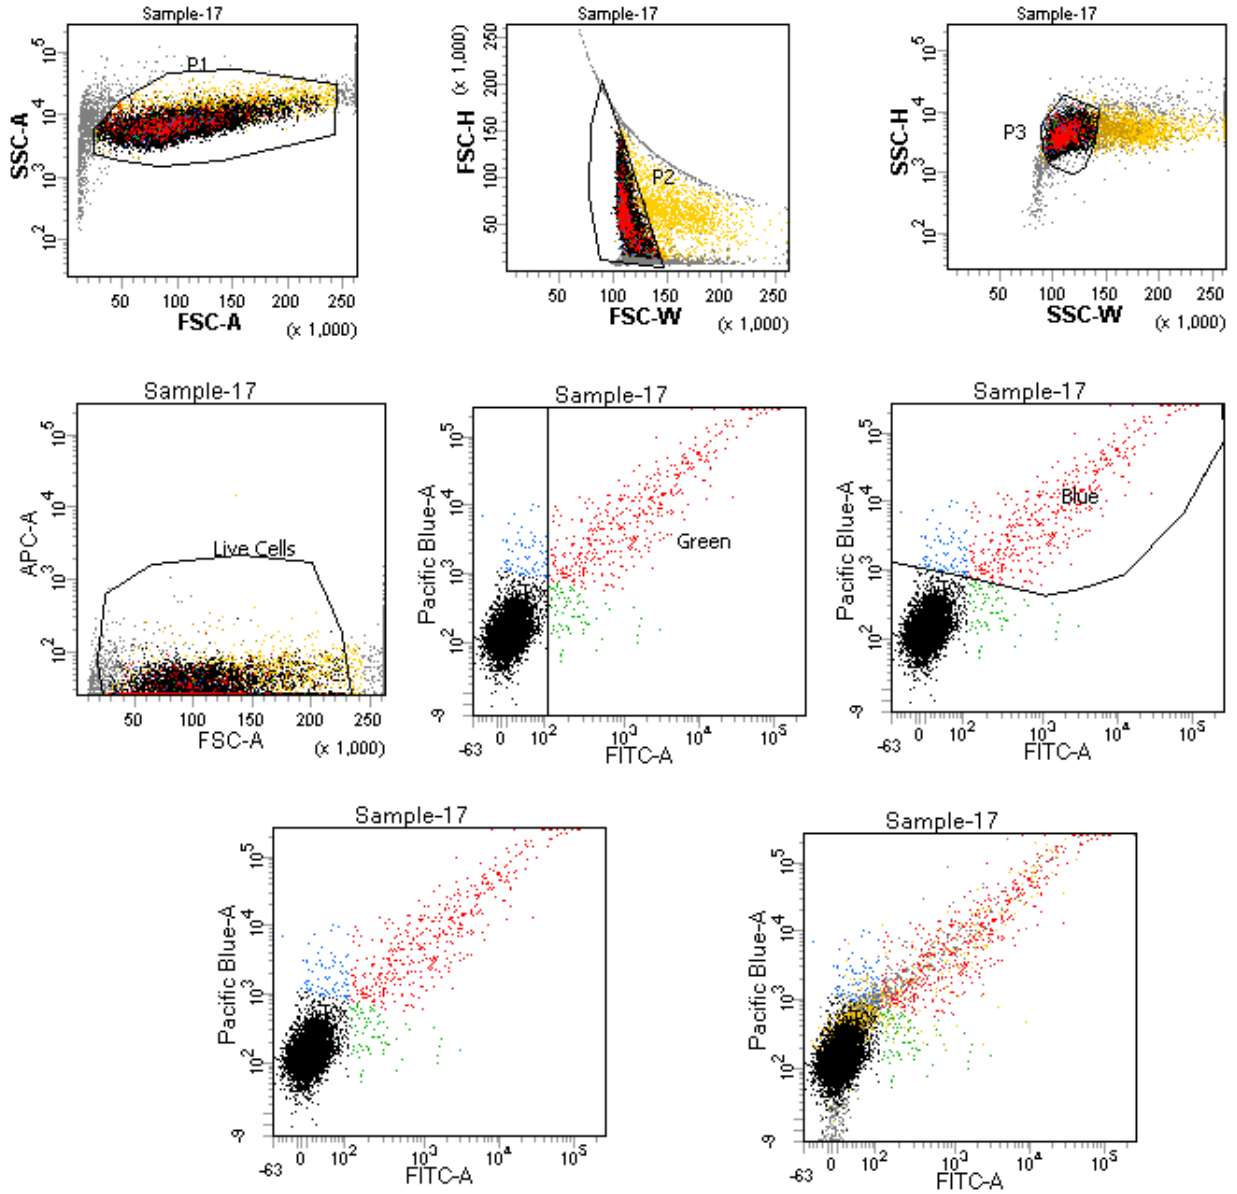 Sample-17
10^5
10^4
10^3
10^2
SSC-A
P1
50 100 150 200 250
FSC-A
(x 1,000)
Sample-17
250
200
150
100
50
(x 1,000)
FSC-H
P2
50 100 150 200 250
FSC-W
(x 1,000)
Sample-17
10^5
10^4
10^3
10^2
SSC-H
P3
50 100 150 200 250
SSC-W
(x 1,000)
Sample-17
10^5
10^4
10^3
10^2
APC-A
Live Cells
50 100 150 200 250
FSC-A
(x 1,000)
Sample-17
10^5
10^4
10^3
10^2
-9
Pacific Blue-A
Green
-63 0 10^2 10^3 10^4 10^5
FITC-A
Sample-17
10^5
10^4
10^3
10^2
-9
Pacific Blue-A
Blue
-63 0 10^2 10^3 10^4 10^5
FITC-A
Sample-17
10^5
10^4
10^3
10^2
-9
Pacific Blue-A
-63 0 10^2 10^3 10^4 10^5
FITC-A
Sample-17
10^5
10^4
10^3
10^2
-9
Pacific Blue-A
-63 0 10^2 10^3 10^4 10^5
FITC-A